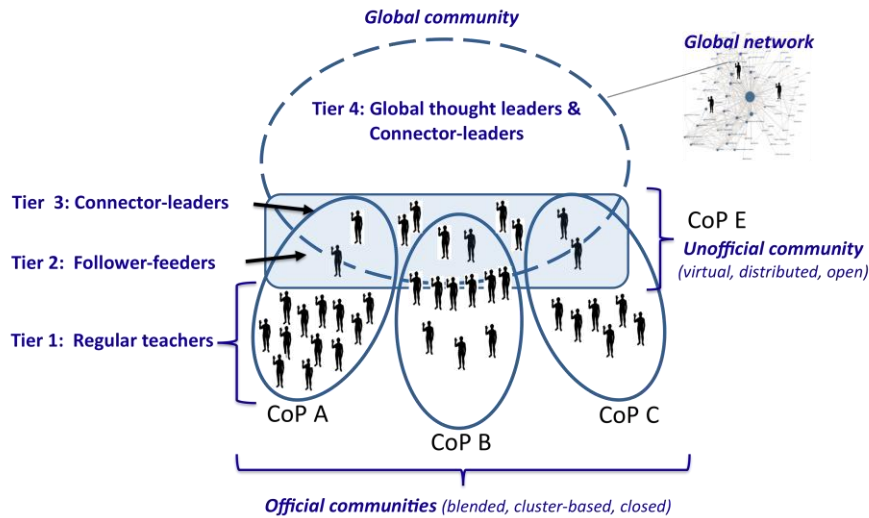 Global community
Global network
Tier 4: Global thought leaders &
Connector-leaders
Tier 3: Connector-leaders
CoP E
Unofficial community
(virtual, distributed, open)
Tier 2: Follower-feeders
Tier 1: Regular teachers
CoP A
CoP B
CoP C
Official communities (blended, cluster-based, closed)